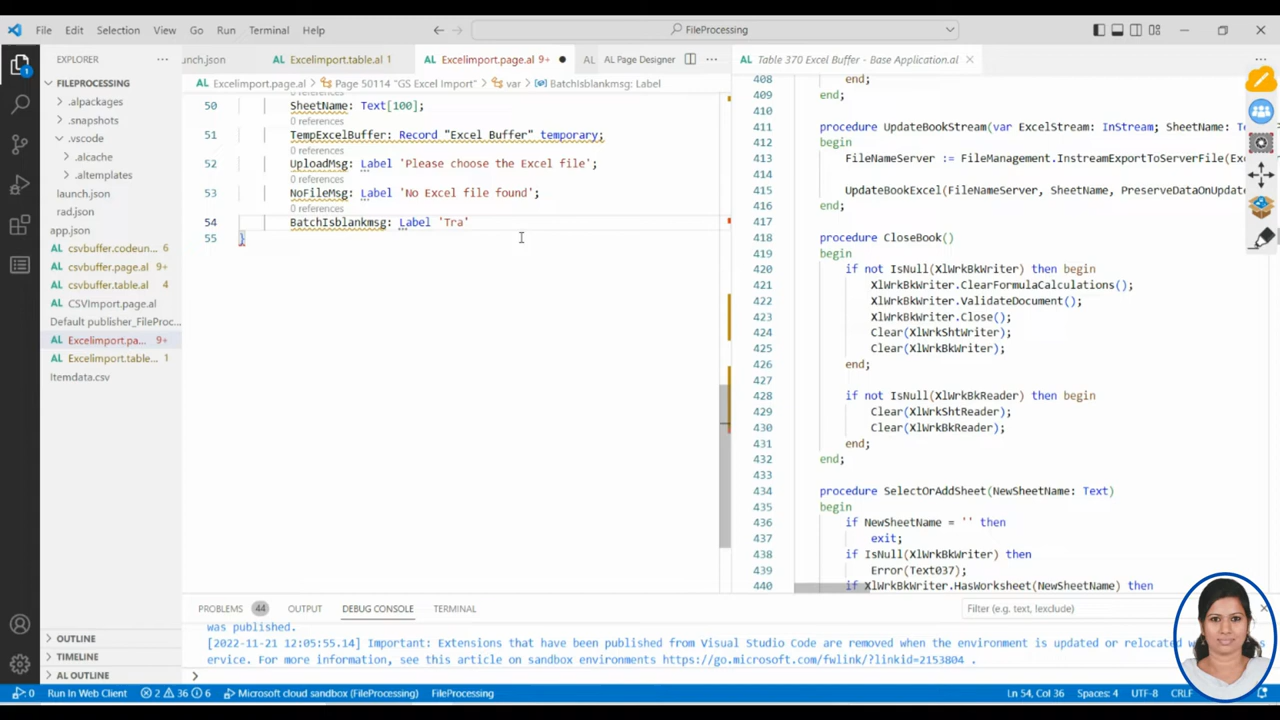 File Edit Selection View Go Run Terminal Help
FileProcessing
EXPLORER
FILEPROCESSING
.alpackages
.snapshots
.vscode
.alcache
.altemplates
launch.json
rad.json
app.json
csvbuffer.codeun... 6
csvbuffer.page.al 9+
csvbuffer.table.al 4
CSVImport.page.al
Default publisher_FileProc...
Excelimport.pa... 9+
Excelimport.table... 1
Itemdata.csv
OUTLINE
TIMELINE
AL OUTLINE
unch.json Excelimport.table.al 1 Excelimport.page.al 9+ AL AL Page Designer
Excelimport.page.al > Page 50114 "GS Excel Import" > var > BatchIsblankmsg: Label
0 references
50 SheetName: Text[100];
0 references
51 TempExcelBuffer: Record "Excel Buffer" temporary;
0 references
52 UploadMsg: Label 'Please choose the Excel file';
0 references
53 NoFileMsg: Label 'No Excel file found';
0 references
54 BatchIsblankmsg: Label 'Tra'
55 }
Table 370 Excel Buffer - Base Application.al
408 end;
409 end;
410
411 procedure UpdateBookStream(var ExcelStream: InStream; SheetName: Te
412 begin
413 FileNameServer := FileManagement.InstreamExportToServerFile(Exc
414
415 UpdateBookExcel(FileNameServer, SheetName, PreserveDataOnUpdate
416 end;
417
418 procedure CloseBook()
419 begin
420 if not IsNull(XlWrkBkWriter) then begin
421 XlWrkBkWriter.ClearFormulaCalculations();
422 XlWrkBkWriter.ValidateDocument();
423 XlWrkBkWriter.Close();
424 Clear(XlWrkShtWriter);
425 Clear(XlWrkBkWriter);
426 end;
427
428 if not IsNull(XlWrkBkReader) then begin
429 Clear(XlWrkShtReader);
430 Clear(XlWrkBkReader);
431 end;
432 end;
433
434 procedure SelectOrAddSheet(NewSheetName: Text)
435 begin
436 if NewSheetName = '' then
437 exit;
438 if IsNull(XlWrkBkWriter) then
439 Error(Text037);
440 if XlWrkBkWriter.HasWorksheet(NewSheetName) then
PROBLEMS 44 OUTPUT DEBUG CONSOLE TERMINAL
Filter (e.g. text, !exclude)
was published.
[2022-11-21 12:05:55.14] Important: Extensions that have been published from Visual Studio Code are removed when the environment is updated or relocated
ervice. For more information, see this article on sandbox environments https://go.microsoft.com/fwlink/?linkid=2153804 .
0 Run In Web Client 2 36 6 Microsoft cloud sandbox (FileProcessing) FileProcessing Ln 54, Col 36 Spaces: 4 UTF-8 CRLF